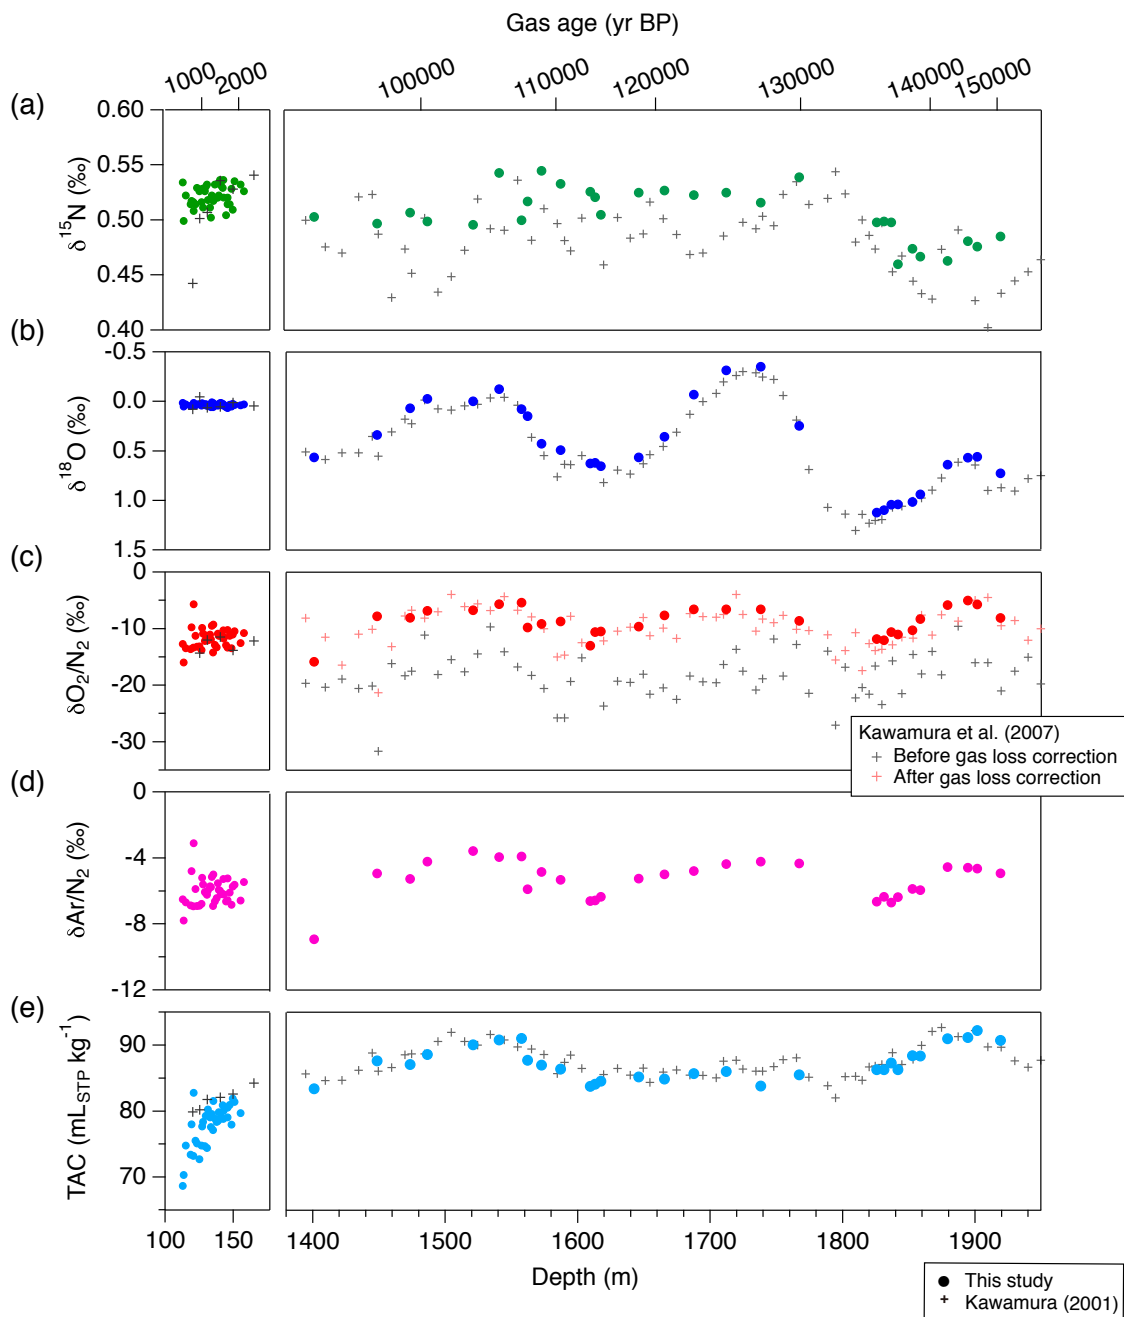 Gas age (yr BP)
1000 2000 100000 110000 120000 130000 140000 150000
(a)
0.60
0.55
0.50
0.45
0.40
δ15N (‰)
(b)
-0.5
0.0
0.5
1.0
1.5
δ18O (‰)
(c)
0
-10
-20
-30
δO2/N2 (‰)
Kawamura et al. (2007)
+ Before gas loss correction
+ After gas loss correction
(d)
0
-4
-8
-12
δAr/N2 (‰)
(e)
90
80
70
TAC (mLSTP kg-1)
100 150 1400 1500 1600 1700 1800 1900
Depth (m)
● This study
+ Kawamura (2001)